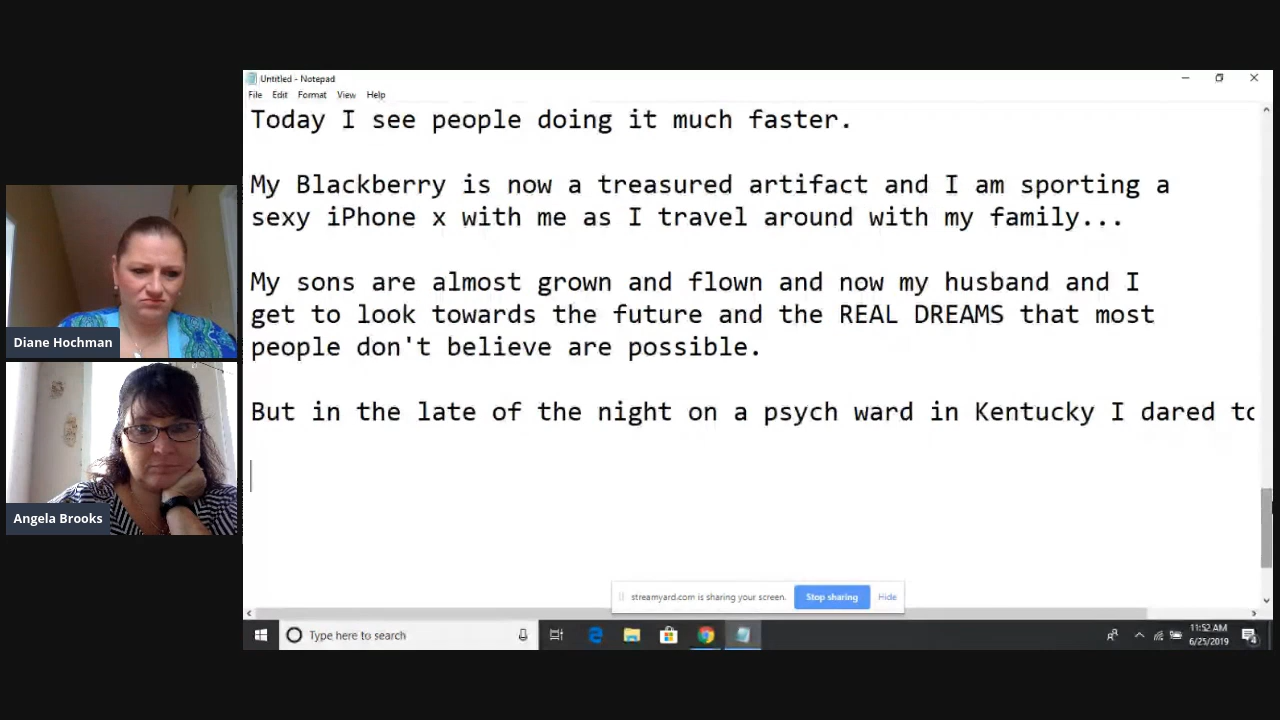 Untitled - Notepad
File Edit Format View Help
Today I see people doing it much faster.
My Blackberry is now a treasured artifact and I am sporting a
sexy iPhone x with me as I travel around with my family...
My sons are almost grown and flown and now my husband and I
get to look towards the future and the REAL DREAMS that most
people don't believe are possible.
But in the late of the night on a psych ward in Kentucky I dared to
Diane Hochman
Angela Brooks
streamyard.com is sharing your screen. Stop sharing Hide
Type here to search
11:52 AM
6/25/2019
4